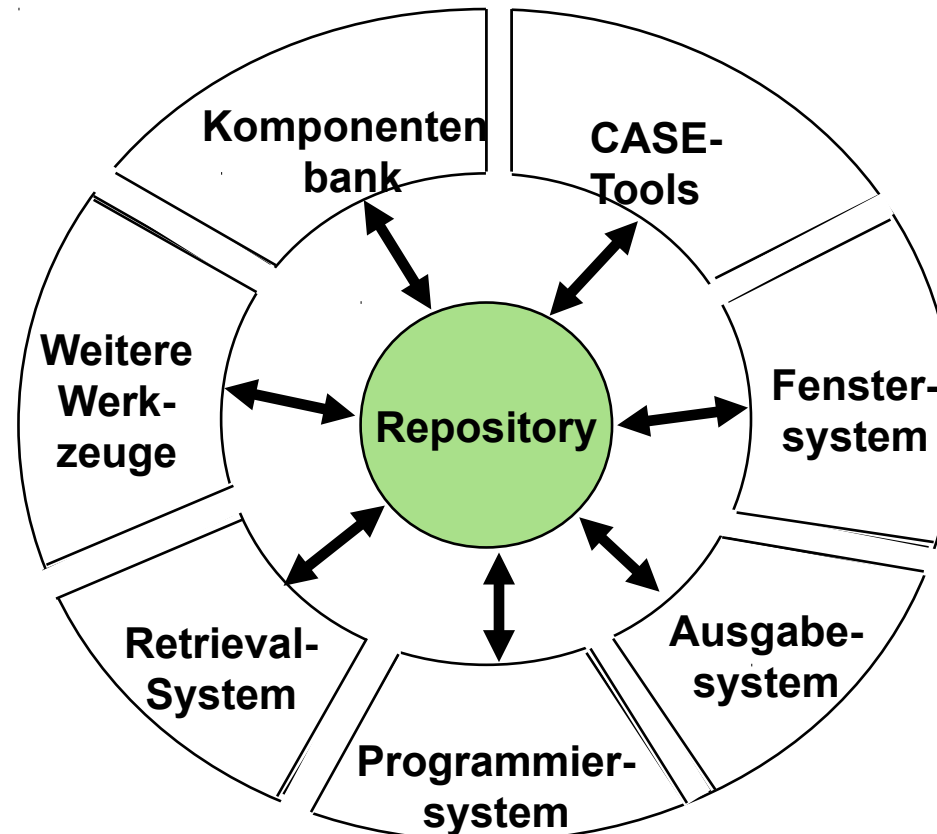 Komponenten
bank
CASE-
Tools
Weitere
Werk-
zeuge
Fenster-
system
Repository
Retrieval-
System
Ausgabe-
system
Programmier-
system